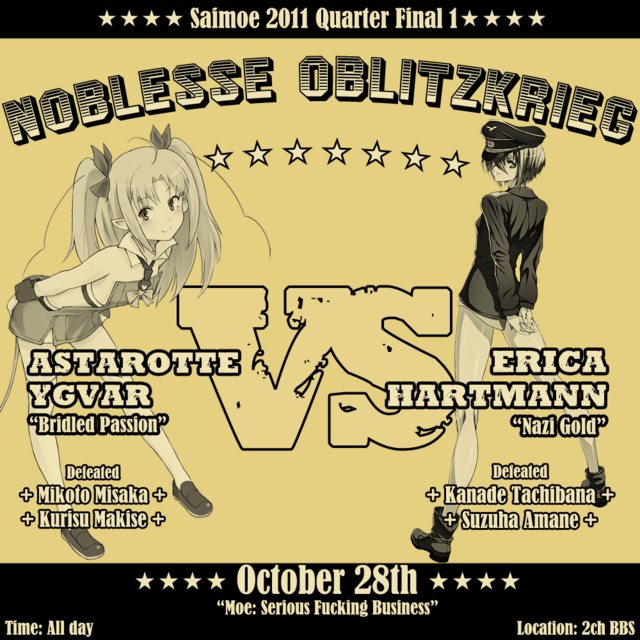 ★★★★ Saimoe 2011 Quarter Final 1 ★★★★
NOBLESSE OBLITZKRIEG
VS
ASTAROTTE
YGVAR
"Bridled Passion"
Defeated
+ Mikoto Misaka +
+ Kurisu Makise +
ERICA
HARTMANN
"Nazi Gold"
Defeated
+ Kanade Tachibana +
+ Suzuha Amane +
★★★★ October 28th ★★★★
"Moe: Serious Fucking Business"
Time: All day
Location: 2ch BBS